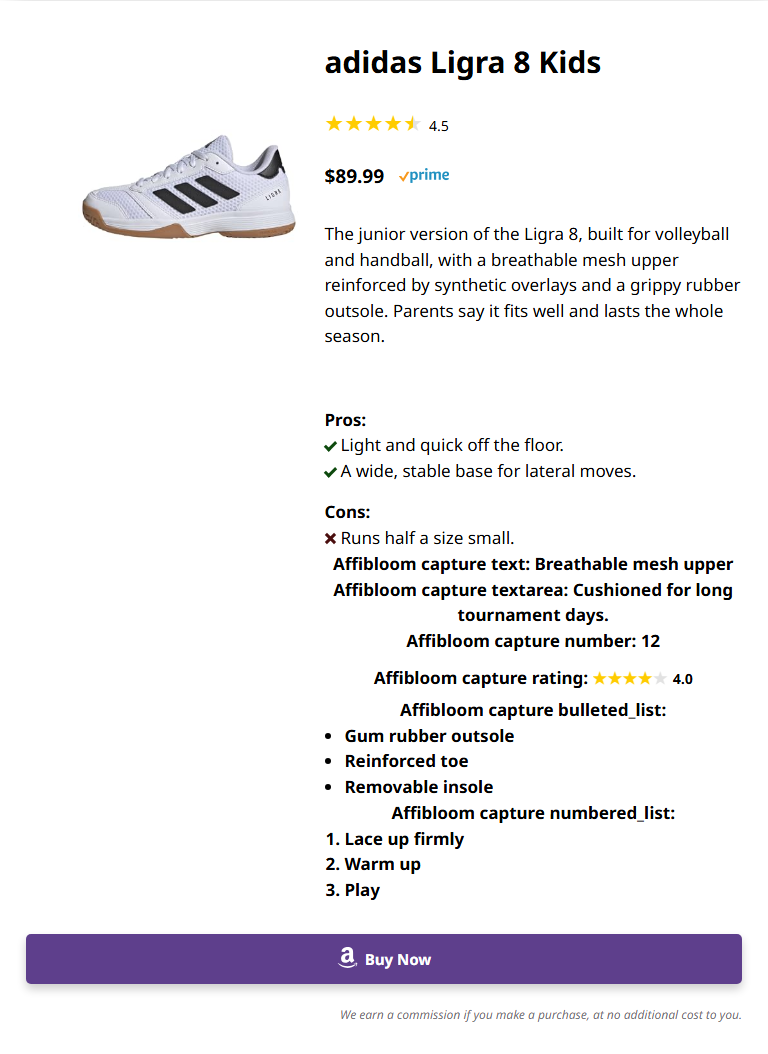 adidas Ligra 8 Kids
4.5
$89.99 prime
The junior version of the Ligra 8, built for volleyball
and handball, with a breathable mesh upper
reinforced by synthetic overlays and a grippy rubber
outsole. Parents say it fits well and lasts the whole
season.
Pros:
Light and quick off the floor.
A wide, stable base for lateral moves.
Cons:
Runs half a size small.
Affibloom capture text: Breathable mesh upper
Affibloom capture textarea: Cushioned for long
tournament days.
Affibloom capture number: 12
Affibloom capture rating: 4.0
Affibloom capture bulleted_list:
• Gum rubber outsole
• Reinforced toe
• Removable insole
Affibloom capture numbered_list:
1. Lace up firmly
2. Warm up
3. Play
a Buy Now
We earn a commission if you make a purchase, at no additional cost to you.